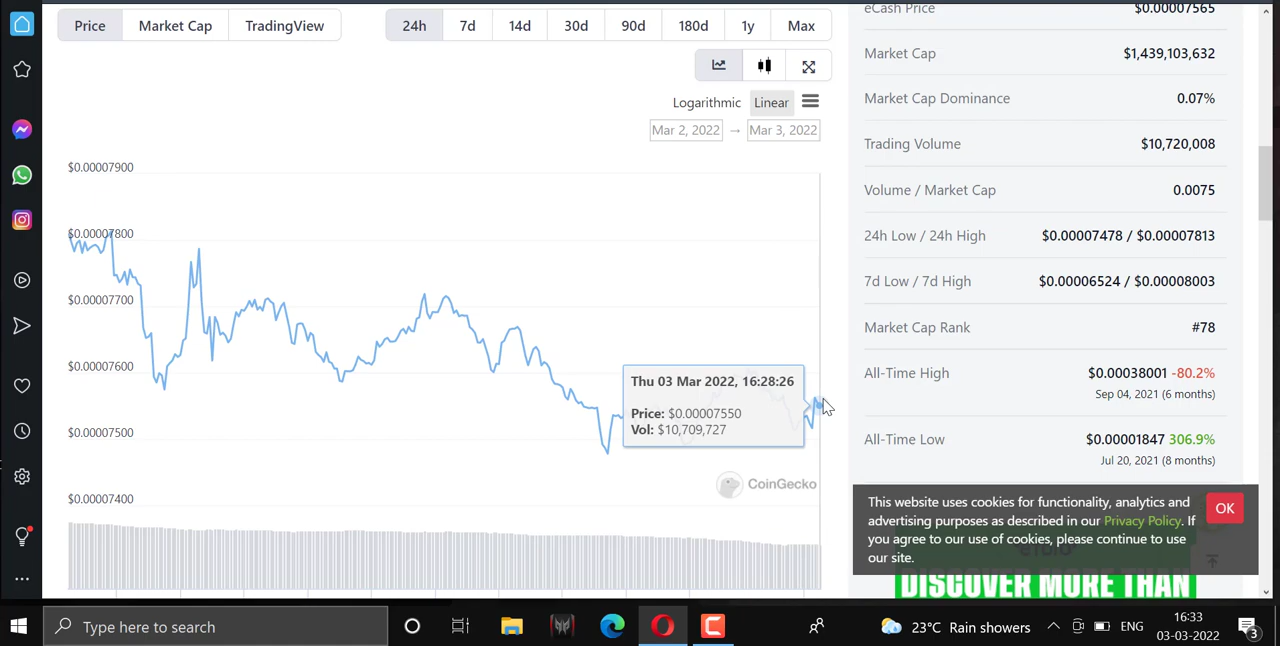 Price Market Cap TradingView 24h 7d 14d 30d 90d 180d 1y Max
Logarithmic Linear
Mar 2, 2022 → Mar 3, 2022
$0.00007900
$0.00007800
$0.00007700
$0.00007600
$0.00007500
$0.00007400
Thu 03 Mar 2022, 16:28:26
Price: $0.00007550
Vol: $10,709,727
CoinGecko
eCash Price $0.00007565
Market Cap $1,439,103,632
Market Cap Dominance 0.07%
Trading Volume $10,720,008
Volume / Market Cap 0.0075
24h Low / 24h High $0.00007478 / $0.00007813
7d Low / 7d High $0.00006524 / $0.00008003
Market Cap Rank #78
All-Time High $0.00038001 -80.2%
Sep 04, 2021 (6 months)
All-Time Low $0.00001847 306.9%
Jul 20, 2021 (8 months)
This website uses cookies for functionality, analytics and
advertising purposes as described in our Privacy Policy. If
you agree to our use of cookies, please continue to use
our site.
OK
DISCOVER MORE THAN
Type here to search
23°C Rain showers
ENG
16:33
03-03-2022
3